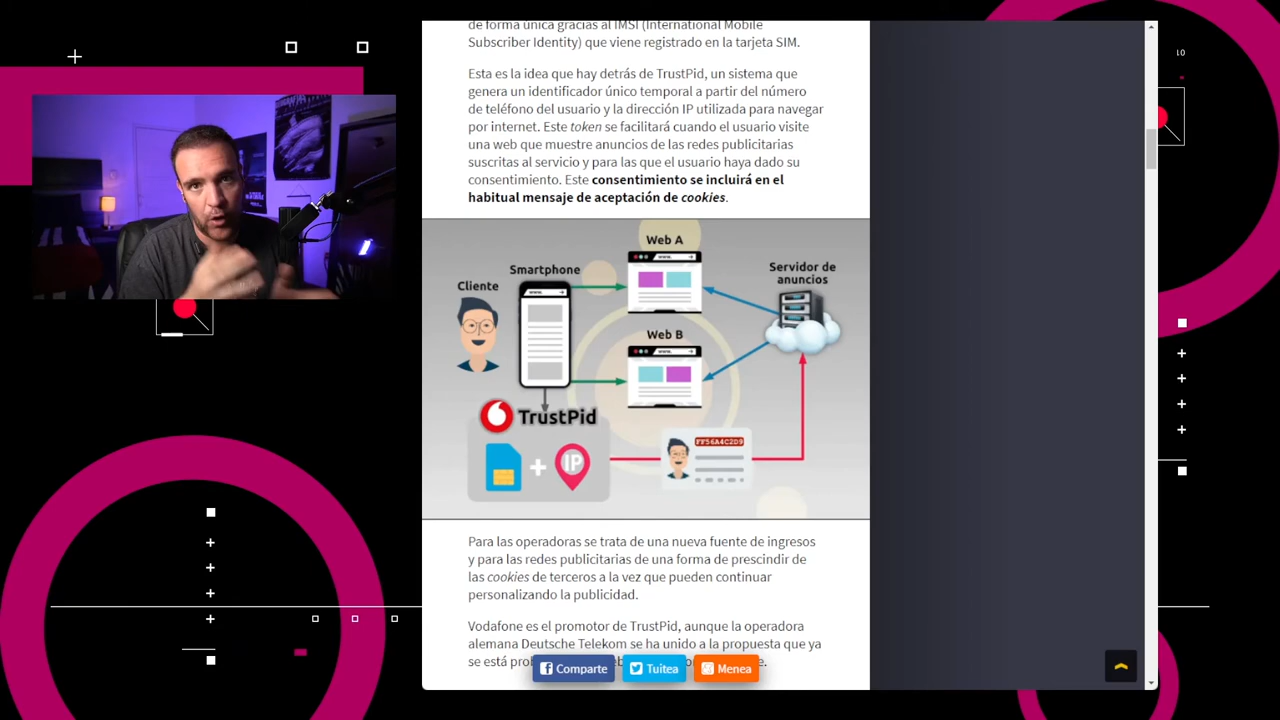 de forma única gracias al IMSI (International Mobile
Subscriber Identity) que viene registrado en la tarjeta SIM.
Esta es la idea que hay detrás de TrustPid, un sistema que
genera un identificador único temporal a partir del número
de teléfono del usuario y la dirección IP utilizada para navegar
por internet. Este token se facilitará cuando el usuario visite
una web que muestre anuncios de las redes publicitarias
suscritas al servicio y para las que el usuario haya dado su
consentimiento. Este consentimiento se incluirá en el
habitual mensaje de aceptación de cookies.
Web A
Smartphone
Servidor de
anuncios
Cliente
Web B
TrustPid
FF56A4C2D9
+ IP
Para las operadoras se trata de una nueva fuente de ingresos
y para las redes publicitarias de una forma de prescindir de
las cookies de terceros a la vez que pueden continuar
personalizando la publicidad.
Vodafone es el promotor de TrustPid, aunque la operadora
alemana Deutsche Telekom se ha unido a la propuesta que ya
se está
Comparte
Tuitea
Menea
10